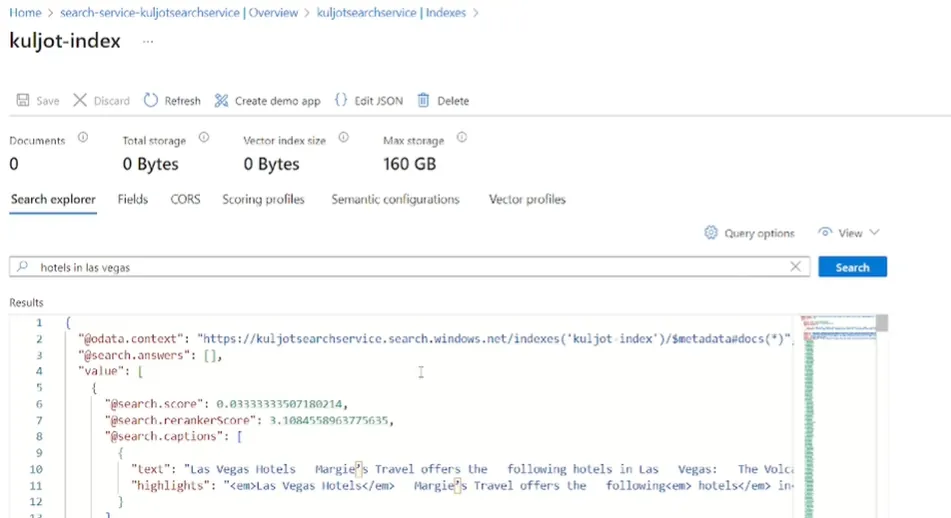 Home > search-service-kuljotsearchservice | Overview > kuljotsearchservice | Indexes >
kuljot-index ...
Save Discard Refresh Create demo app Edit JSON Delete
Documents Total storage Vector index size Max storage
0 0 Bytes 0 Bytes 160 GB
Search explorer Fields CORS Scoring profiles Semantic configurations Vector profiles
Query options View
hotels in las vegas Search
Results
1 {
2 "@odata.context": "https://kuljotsearchservice.search.windows.net/indexes('kuljot-index')/$metadata#docs(*)",
3 "@search.answers": [],
4 "value": [
5 {
6 "@search.score": 0.03333333507180214,
7 "@search.rerankerScore": 3.1084558963775635,
8 "@search.captions": [
9 {
10 "text": "Las Vegas Hotels Margie’s Travel offers the following hotels in Las Vegas: The Volca
11 "highlights": "<em>Las Vegas Hotels</em> Margie’s Travel offers the following<em> hotels</em> in
12 }
13 ]